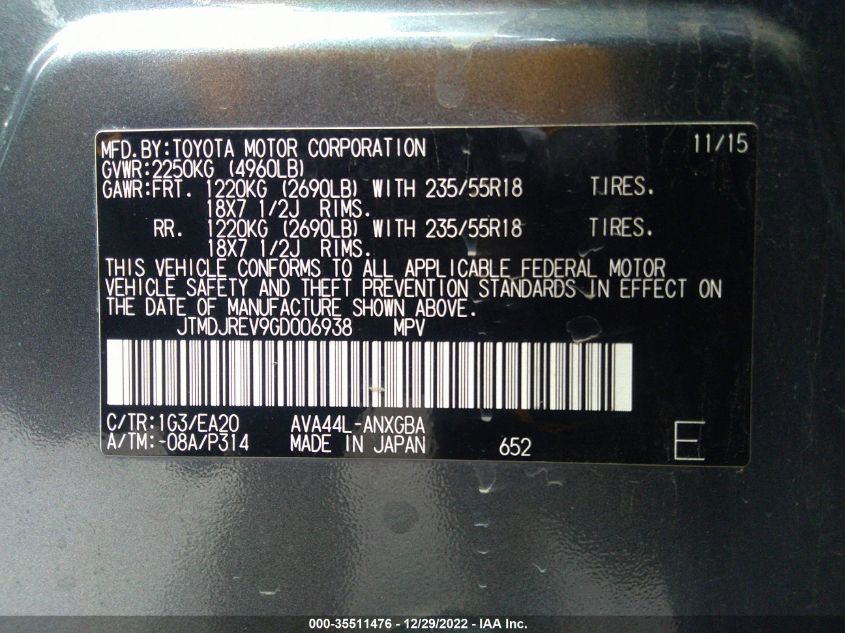 MFD.BY:TOYOTA MOTOR CORPORATION 11/15
GVWR:2250KG (4960LB)
GAWR:FRT. 1220KG (2690LB) WITH 235/55R18 TIRES.
18X7 1/2J RIMS.
RR. 1220KG (2690LB) WITH 235/55R18 TIRES.
18X7 1/2J RIMS.
THIS VEHICLE CONFORMS TO ALL APPLICABLE FEDERAL MOTOR
VEHICLE SAFETY AND THEFT PREVENTION STANDARDS IN EFFECT ON
THE DATE OF MANUFACTURE SHOWN ABOVE.
JTMDJREV9GD006938 MPV
C/TR:1G3/EA20 AVA44L-ANXGBA
A/TM:-08A/P314 MADE IN JAPAN 652 E
000-35511476 - 12/29/2022 - IAA Inc.